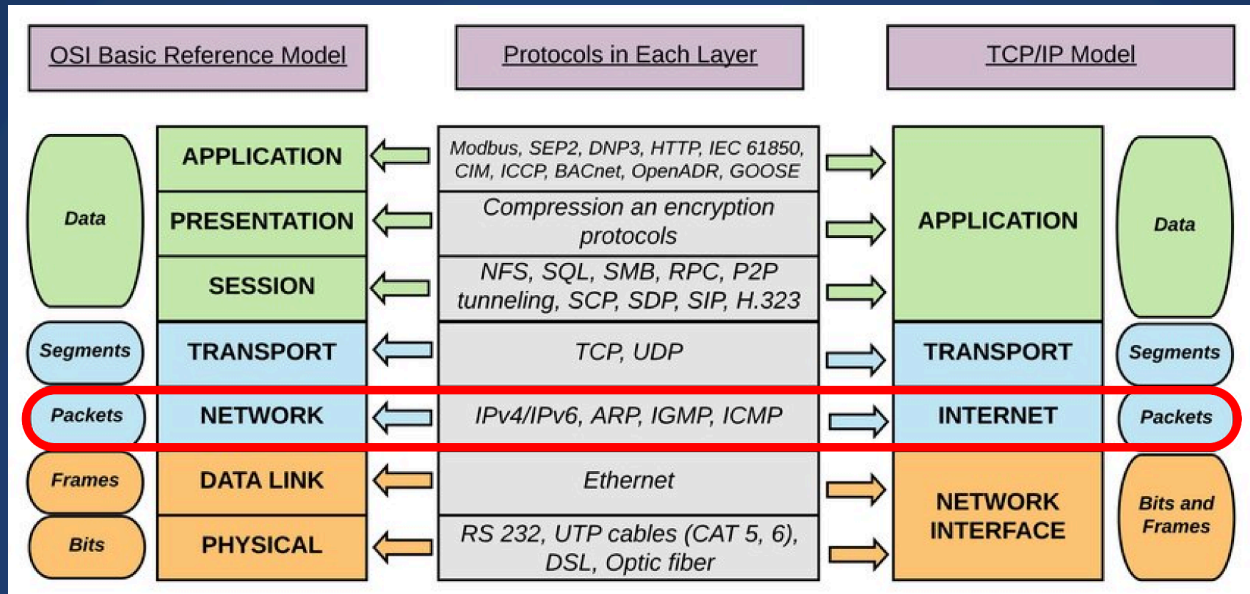 OSI Basic Reference Model
Protocols in Each Layer
TCP/IP Model
Data
APPLICATION
Modbus, SEP2, DNP3, HTTP, IEC 61850,
CIM, ICCP, BACnet, OpenADR, GOOSE
PRESENTATION
Compression an encryption
protocols
SESSION
NFS, SQL, SMB, RPC, P2P
tunneling, SCP, SDP, SIP, H.323
APPLICATION
Data
Segments
TRANSPORT
TCP, UDP
TRANSPORT
Segments
Packets
NETWORK
IPv4/IPv6, ARP, IGMP, ICMP
INTERNET
Packets
Frames
DATA LINK
Ethernet
Bits
PHYSICAL
RS 232, UTP cables (CAT 5, 6),
DSL, Optic fiber
NETWORK
INTERFACE
Bits and
Frames